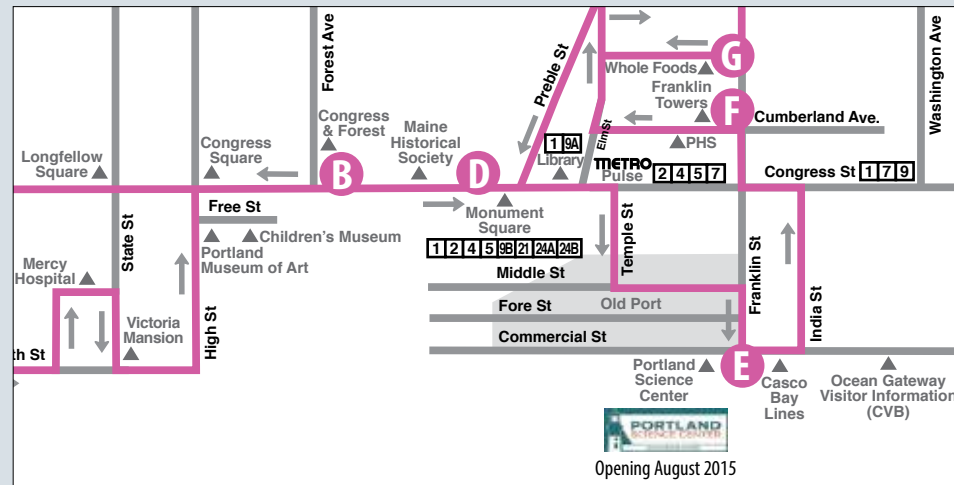 Forest Ave
Preble St
Washington Ave
G
Whole Foods
Franklin
Towers
F
Cumberland Ave.
Elm St
PHS
Congress
& Forest
Maine
Historical
Society
1 9A
Library
METRO
Pulse
2 4 5 7
Congress St
1 7 9
Longfellow
Square
Congress
Square
B
D
Monument
Square
1 2 4 5 9B 21 24A 24B
State St
Free St
Children's Museum
Portland
Museum of Art
Temple St
Franklin St
India St
Middle St
Fore St
Old Port
Commercial St
Mercy
Hospital
Victoria
Mansion
High St
th St
E
Portland
Science
Center
Casco
Bay
Lines
Ocean Gateway
Visitor Information
(CVB)
PORTLAND
SCIENCE CENTER
Opening August 2015